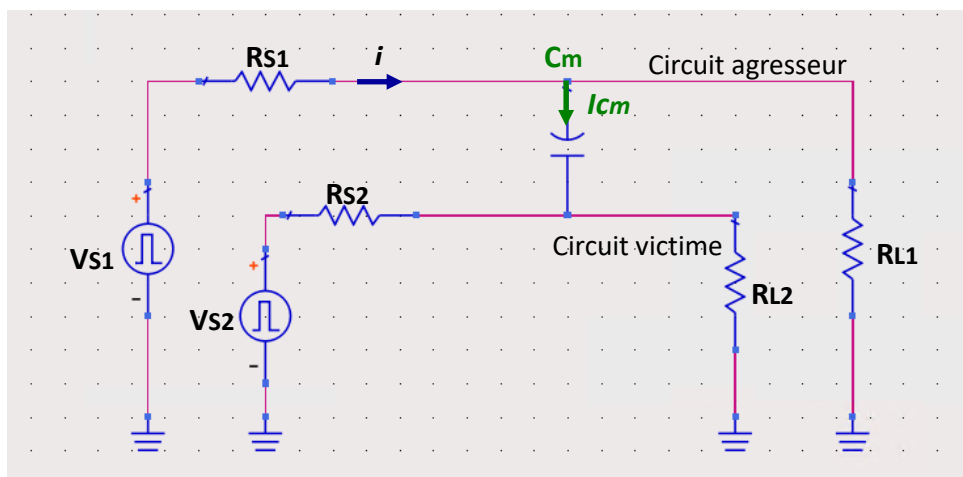 RS1
i
Cm
Circuit agresseur
ICm
RS2
+
VS1
Circuit victime
RL1
+
RL2
VS2
-
-